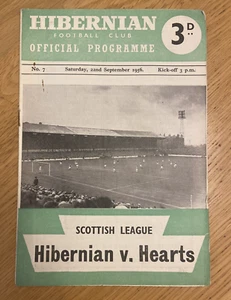 HIBERNIAN
FOOTBALL CLUB
OFFICIAL PROGRAMME
3D
No. 7 Saturday, 22nd September 1956. Kick-off 3 p.m.
SCOTTISH LEAGUE
Hibernian v. Hearts